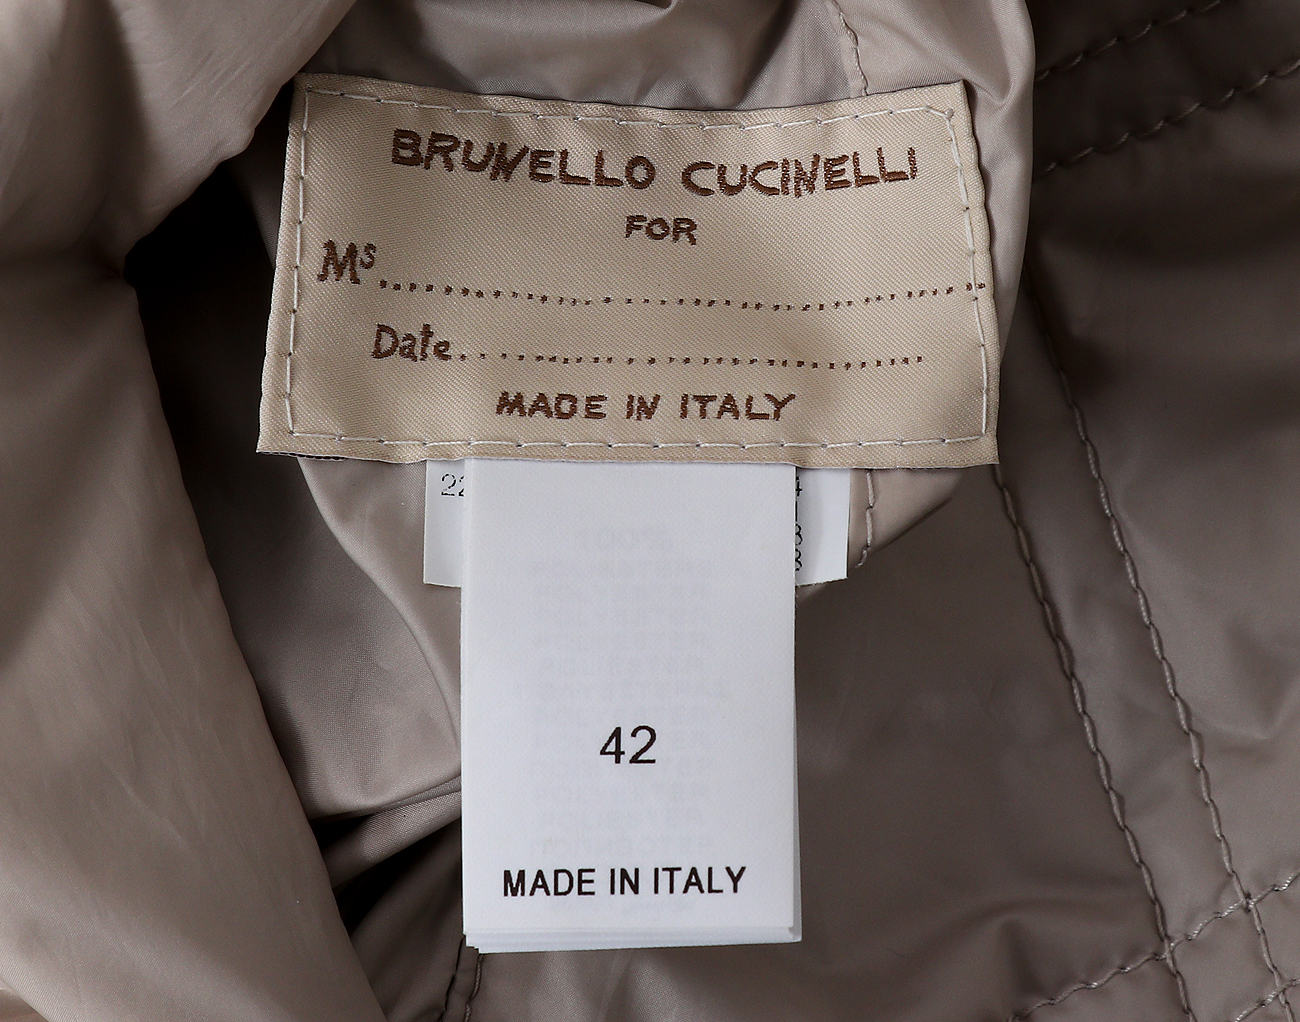 BRUNELLO CUCINELLI
FOR
Ms.......................................................
Date...........................................
MADE IN ITALY
42
MADE IN ITALY